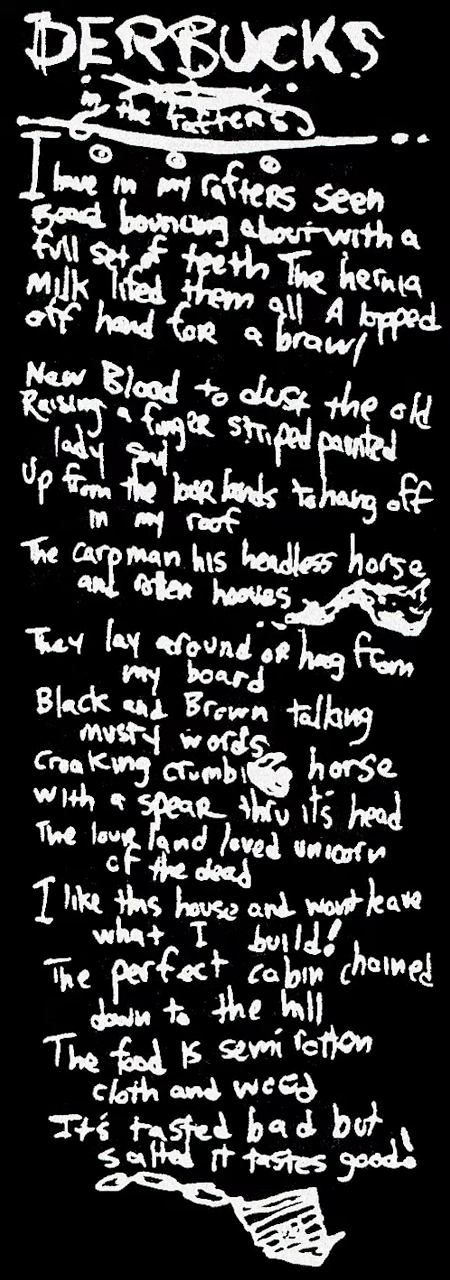 DERBUCKS
in the rafters
I have in my rafters seen
bouncing about with a
full set of teeth The hernia
Milk lifed them all A lopped
off hand for a brawl
New Blood to dust the old
Raising a finger striped painted
lady soul
Up from the low lands to hang off
in my roof
The carpman his headless horse
and rotten hooves
They lay around or hang from
my board
Black and Brown talking
musty words
Croaking crumbl horse
with a spear thru it's head
The love land loved unicorn
of the dead
I like this house and wont leave
what I build!
The perfect cabin chained
down to the hill
The food is semi rotton
cloth and weed
It's tasted bad but
salted it tastes good!